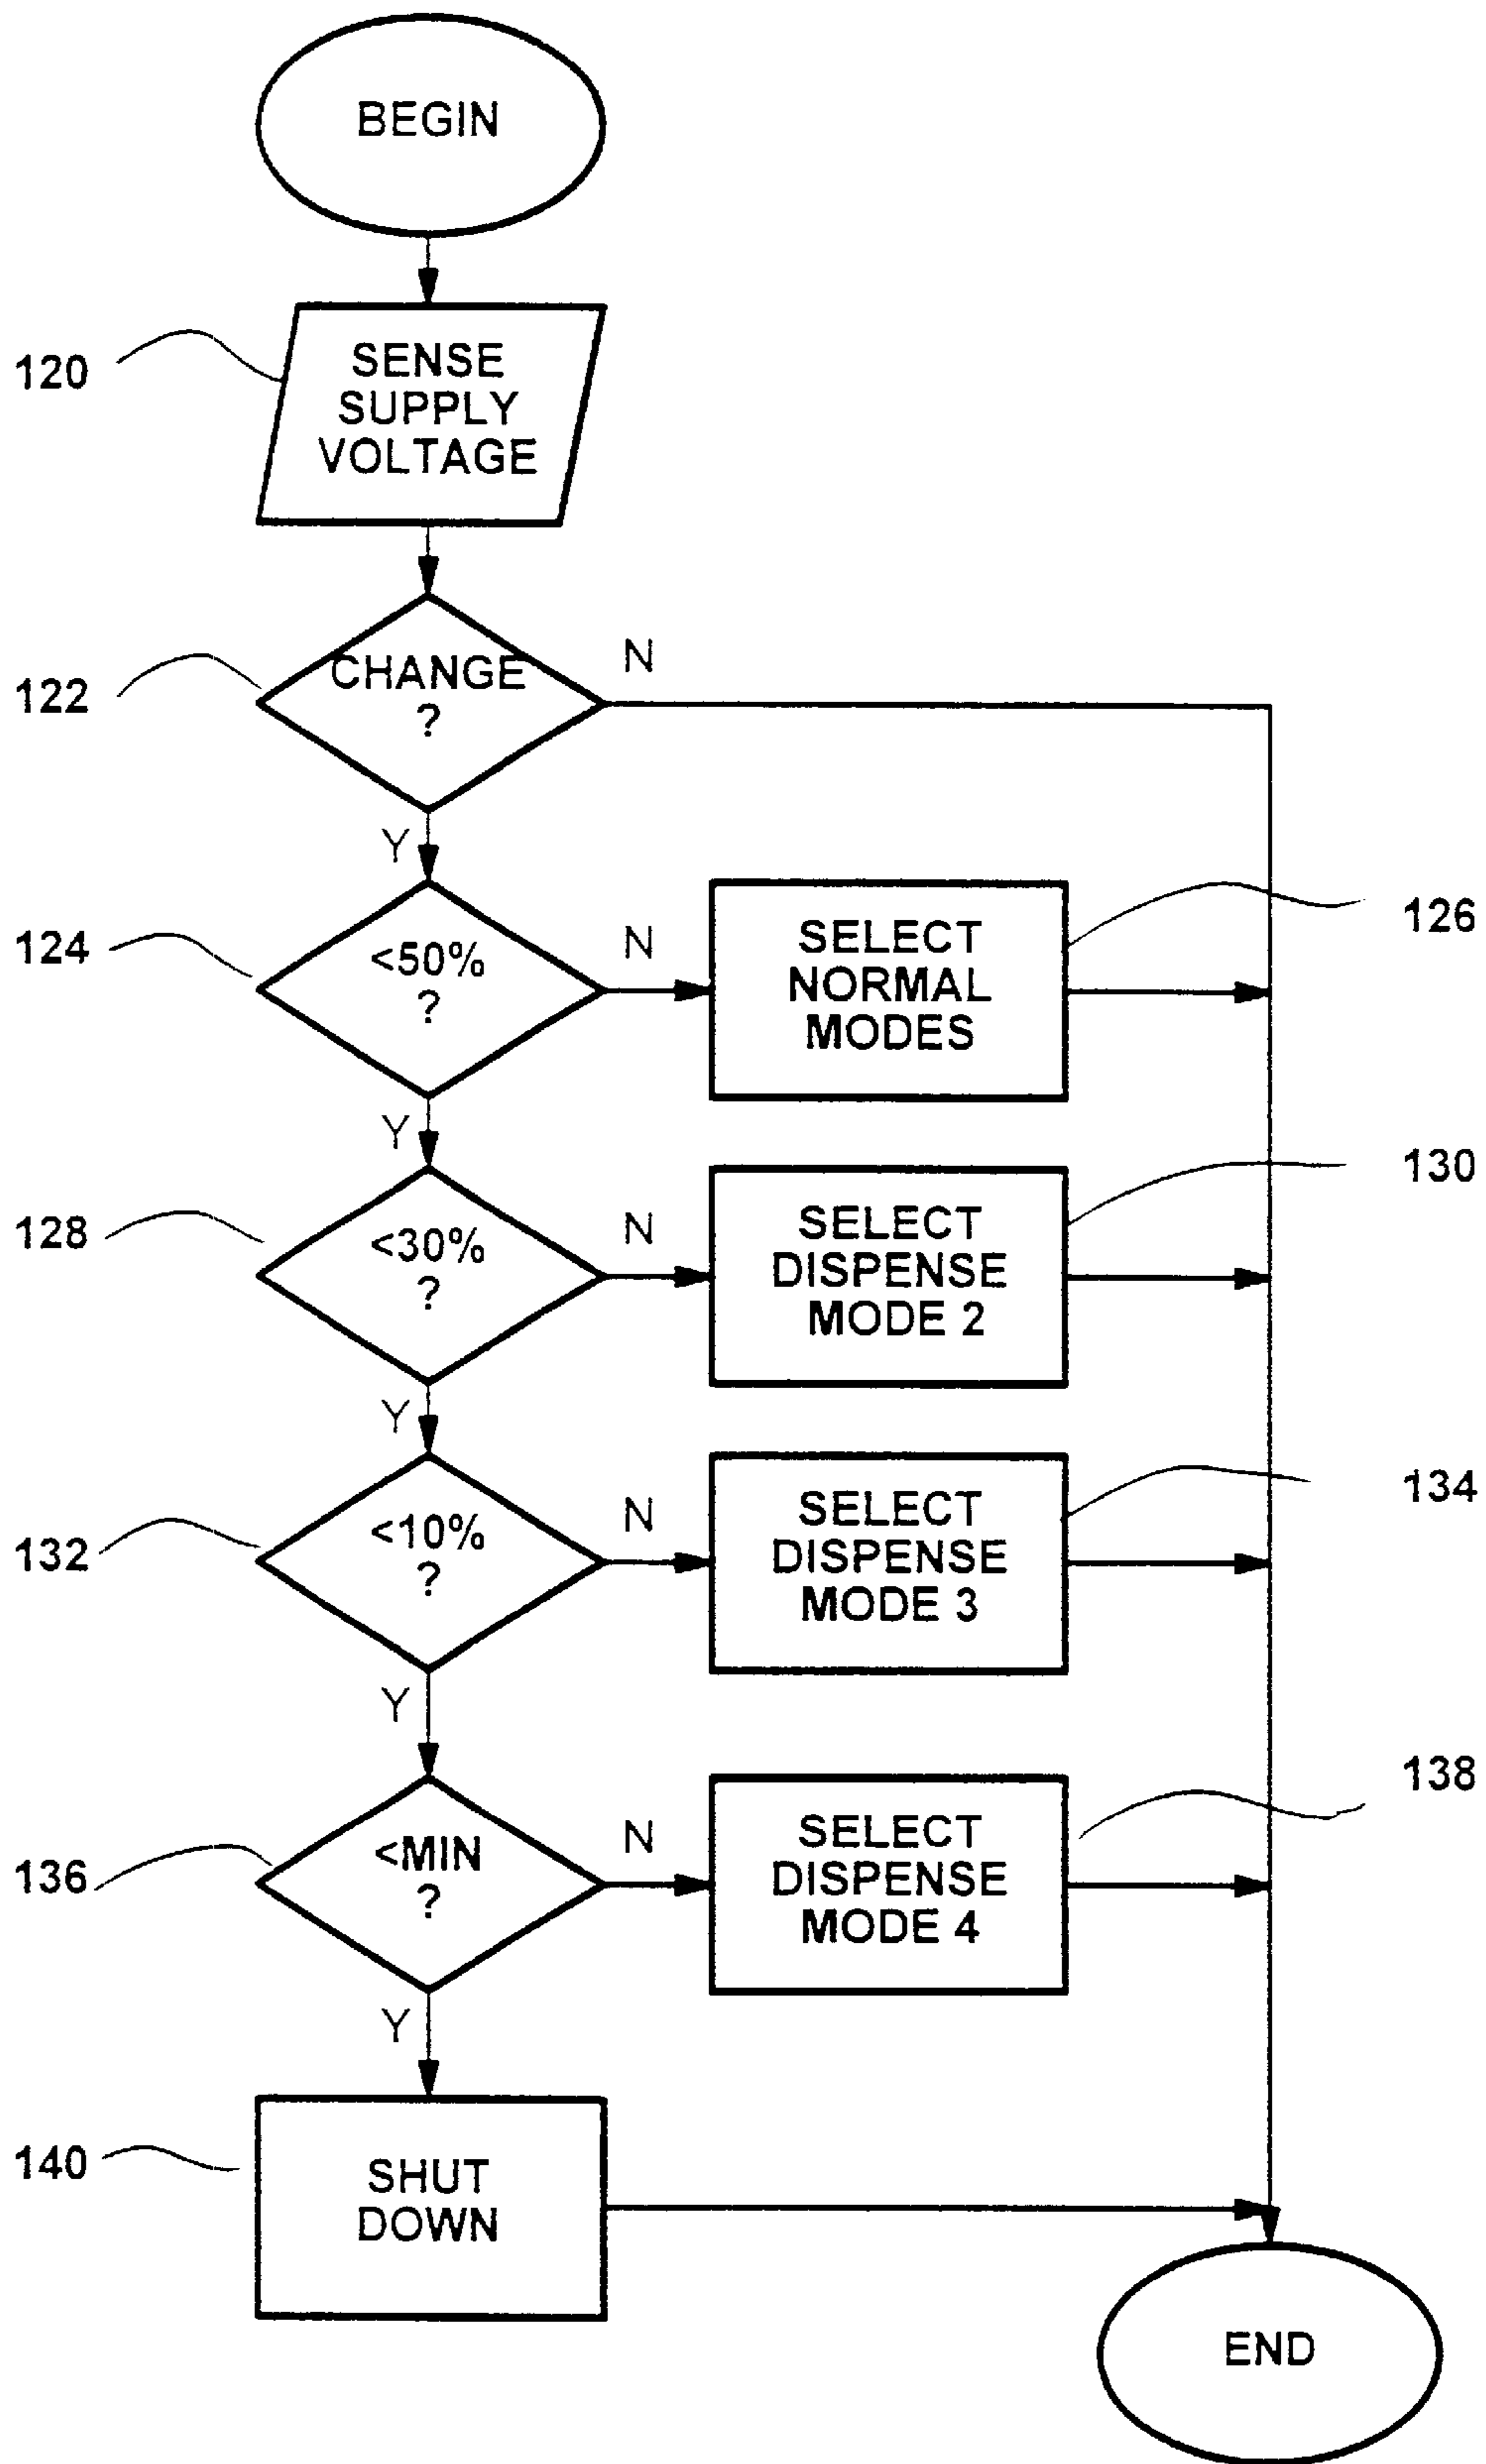 BEGIN
120
SENSE
SUPPLY
VOLTAGE
122
CHANGE
?
N
Y
124
<50%
?
N
SELECT
NORMAL
MODES
126
Y
128
<30%
?
N
SELECT
DISPENSE
MODE 2
130
Y
132
<10%
?
N
SELECT
DISPENSE
MODE 3
134
Y
136
<MIN
?
N
SELECT
DISPENSE
MODE 4
138
Y
140
SHUT
DOWN
END